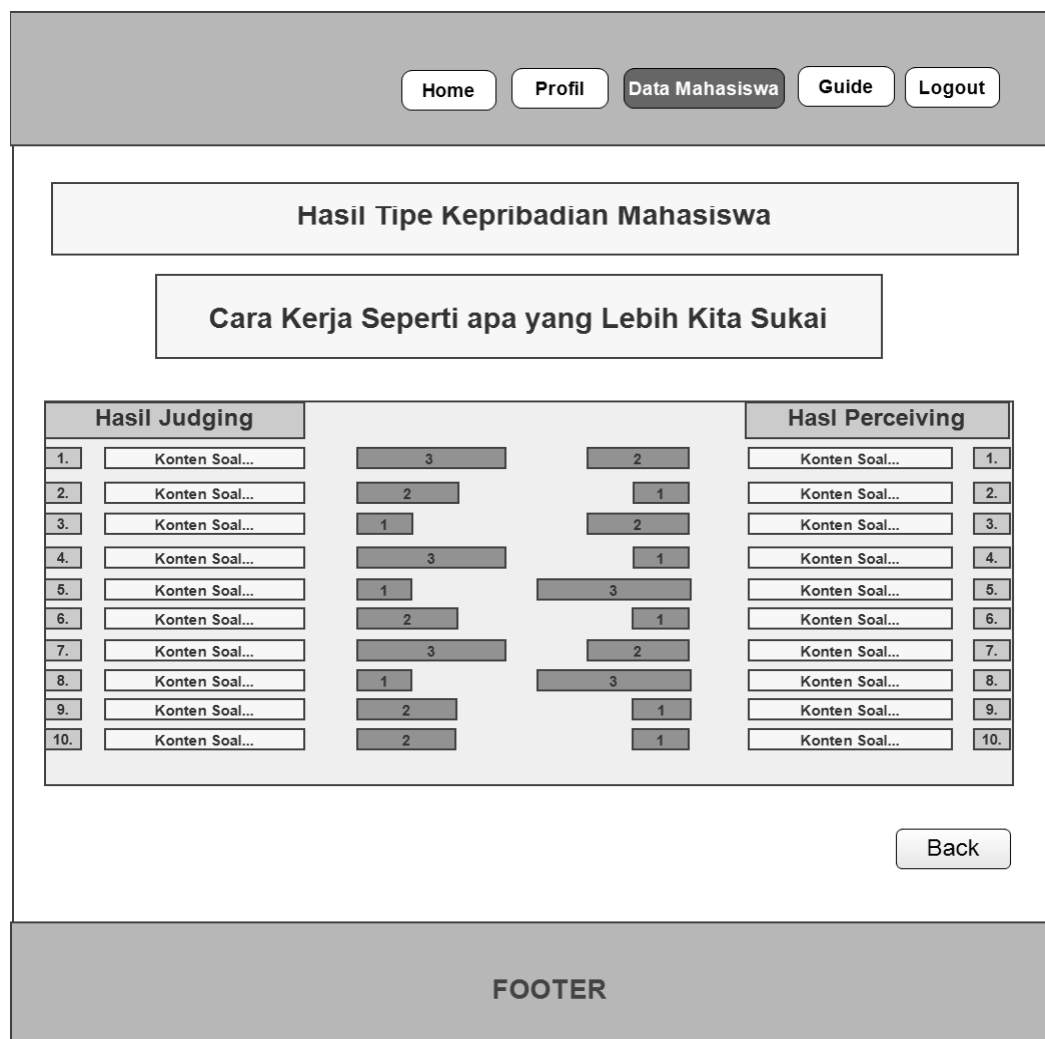 Home Profil Data Mahasiswa Guide Logout
Hasil Tipe Kepribadian Mahasiswa
Cara Kerja Seperti apa yang Lebih Kita Sukai
Hasil Judging Hasl Perceiving
1. Konten Soal... 3 2 Konten Soal... 1.
2. Konten Soal... 2 1 Konten Soal... 2.
3. Konten Soal... 1 2 Konten Soal... 3.
4. Konten Soal... 3 1 Konten Soal... 4.
5. Konten Soal... 1 3 Konten Soal... 5.
6. Konten Soal... 2 1 Konten Soal... 6.
7. Konten Soal... 3 2 Konten Soal... 7.
8. Konten Soal... 1 3 Konten Soal... 8.
9. Konten Soal... 2 1 Konten Soal... 9.
10. Konten Soal... 2 1 Konten Soal... 10.
Back
FOOTER